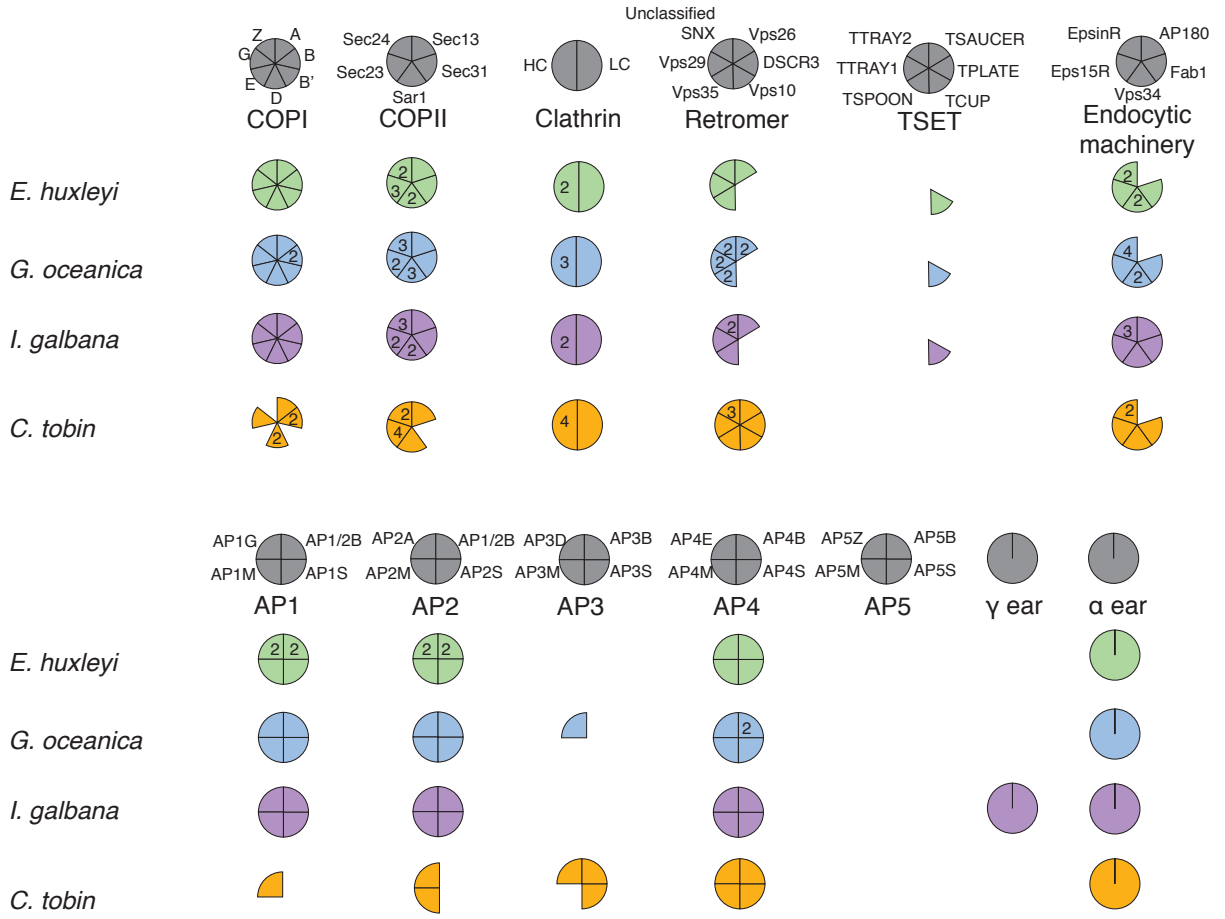 Unclassified
Z A Sec24 Sec13 SNX Vps26 TTRAY2 TSAUCER EpsinR AP180
G B HC LC Vps29 DSCR3 TTRAY1 TPLATE
E B' Sec23 Sec31 Eps15R Fab1
D Sar1 Vps35 Vps10 TSPOON TCUP Vps34
COPI COPII Clathrin Retromer TSET Endocytic
machinery
E. huxleyi 2 3 2 2 2 2
G. oceanica 2 3 2 3 3 2 2 2 2 4 2
I. galbana 3 2 2 2 2 3
C. tobin 2 2 2 4 4 3 2
AP1G AP1/2B AP2A AP1/2B AP3D AP3B AP4E AP4B AP5Z AP5B
AP1M AP1S AP2M AP2S AP3M AP3S AP4M AP4S AP5M AP5S
AP1 AP2 AP3 AP4 AP5 γ ear α ear
E. huxleyi 2 2 2 2
G. oceanica 2
I. galbana
C. tobin